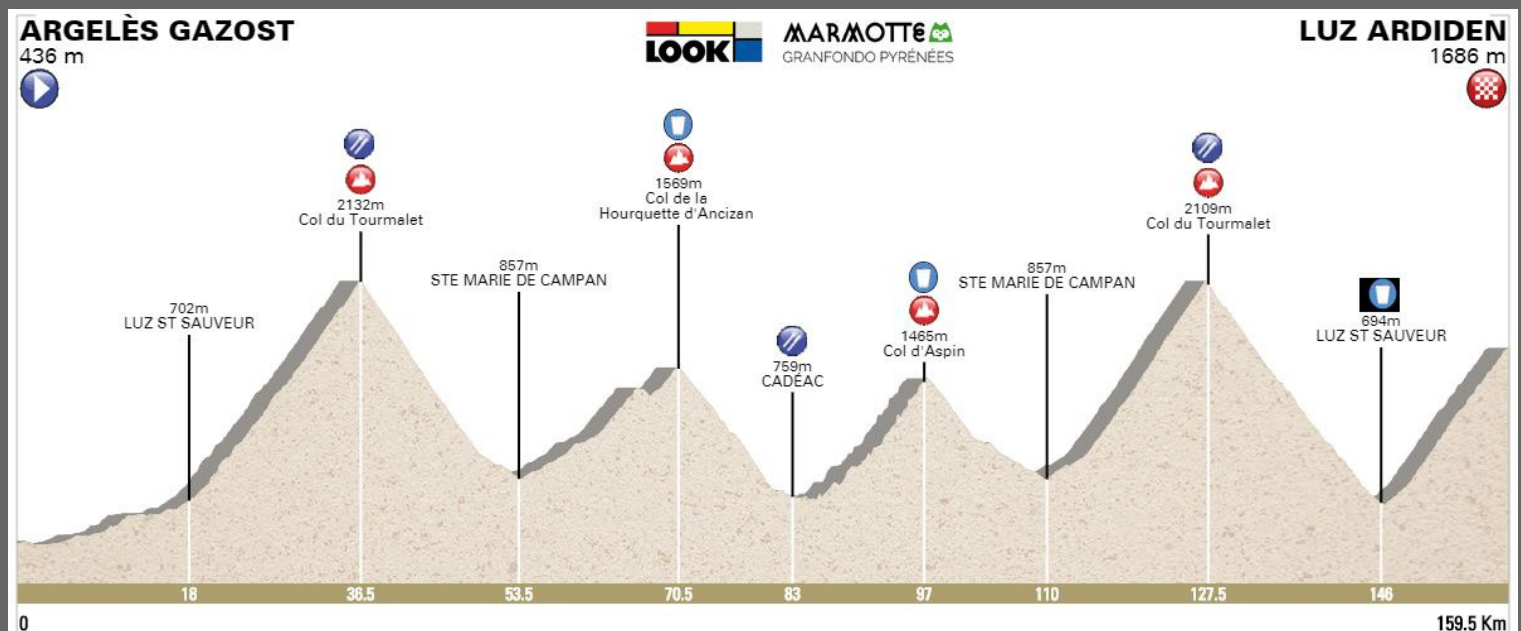 ARGELÈS GAZOST
436 m
LOOK
MARMOTTE
GRANFONDO PYRÉNÉES
LUZ ARDIDEN
1686 m
702m
LUZ ST SAUVEUR
2132m
Col du Tourmalet
857m
STE MARIE DE CAMPAN
1569m
Col de la
Hourquette d'Ancizan
759m
CADÉAC
1465m
Col d'Aspin
857m
STE MARIE DE CAMPAN
2109m
Col du Tourmalet
694m
LUZ ST SAUVEUR
18
36.5
53.5
70.5
83
97
110
127.5
146
0
159.5 Km